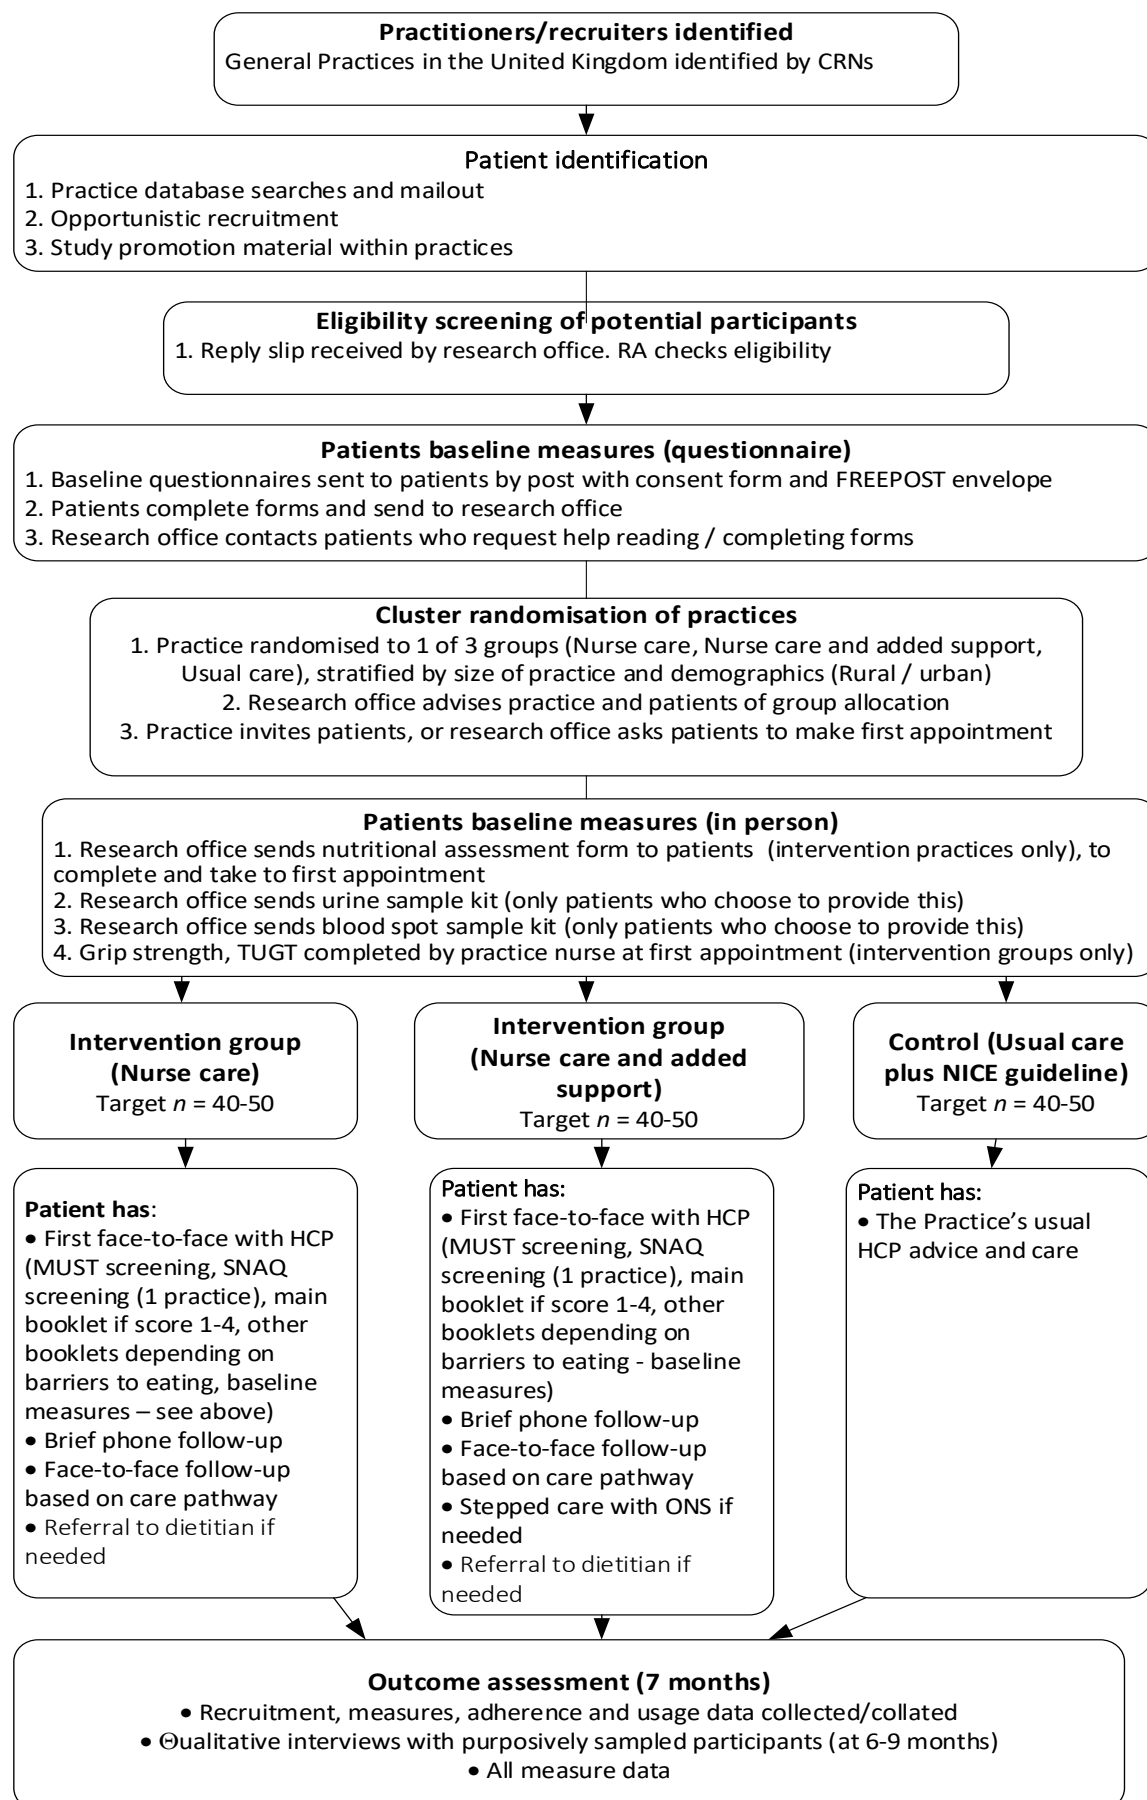 Practitioners/recruiters identified
General Practices in the United Kingdom identified by CRNs
Patient identification
1. Practice database searches and mailout
2. Opportunistic recruitment
3. Study promotion material within practices
Eligibility screening of potential participants
1. Reply slip received by research office. RA checks eligibility
Patients baseline measures (questionnaire)
1. Baseline questionnaires sent to patients by post with consent form and FREEPOST envelope
2. Patients complete forms and send to research office
3. Research office contacts patients who request help reading / completing forms
Cluster randomisation of practices
1. Practice randomised to 1 of 3 groups (Nurse care, Nurse care and added support,
Usual care), stratified by size of practice and demographics (Rural / urban)
2. Research office advises practice and patients of group allocation
3. Practice invites patients, or research office asks patients to make first appointment
Patients baseline measures (in person)
1. Research office sends nutritional assessment form to patients (intervention practices only), to
complete and take to first appointment
2. Research office sends urine sample kit (only patients who choose to provide this)
3. Research office sends blood spot sample kit (only patients who choose to provide this)
4. Grip strength, TUGT completed by practice nurse at first appointment (intervention groups only)
Intervention group
(Nurse care)
Target n = 40-50
Intervention group
(Nurse care and added
support)
Target n = 40-50
Control (Usual care
plus NICE guideline)
Target n = 40-50
Patient has:
• First face-to-face with HCP
(MUST screening, SNAQ
screening (1 practice), main
booklet if score 1-4, other
booklets depending on
barriers to eating, baseline
measures – see above)
• Brief phone follow-up
• Face-to-face follow-up
based on care pathway
• Referral to dietitian if
needed
Patient has:
• First face-to-face with HCP
(MUST screening, SNAQ
screening (1 practice), main
booklet if score 1-4, other
booklets depending on
barriers to eating - baseline
measures)
• Brief phone follow-up
• Face-to-face follow-up
based on care pathway
• Stepped care with ONS if
needed
• Referral to dietitian if
needed
Patient has:
• The Practice’s usual
HCP advice and care
Outcome assessment (7 months)
• Recruitment, measures, adherence and usage data collected/collated
• Θualitative interviews with purposively sampled participants (at 6-9 months)
• All measure data